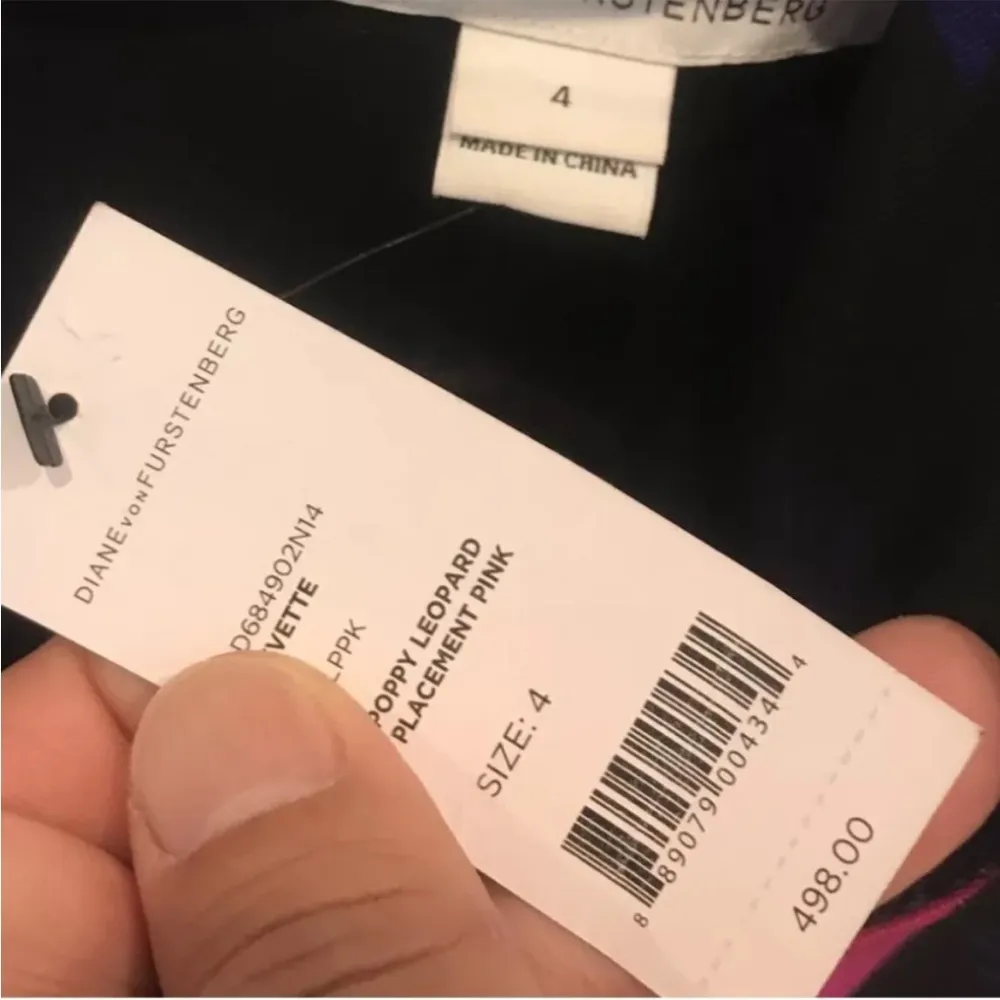 FURSTENBERG
4
MADE IN CHINA
DIANE VON FURSTENBERG
D684902N14
VETTE
LPPK
POPPY LEOPARD
PLACEMENT PINK
SIZE: 4
8 89079 00434 4
498.00